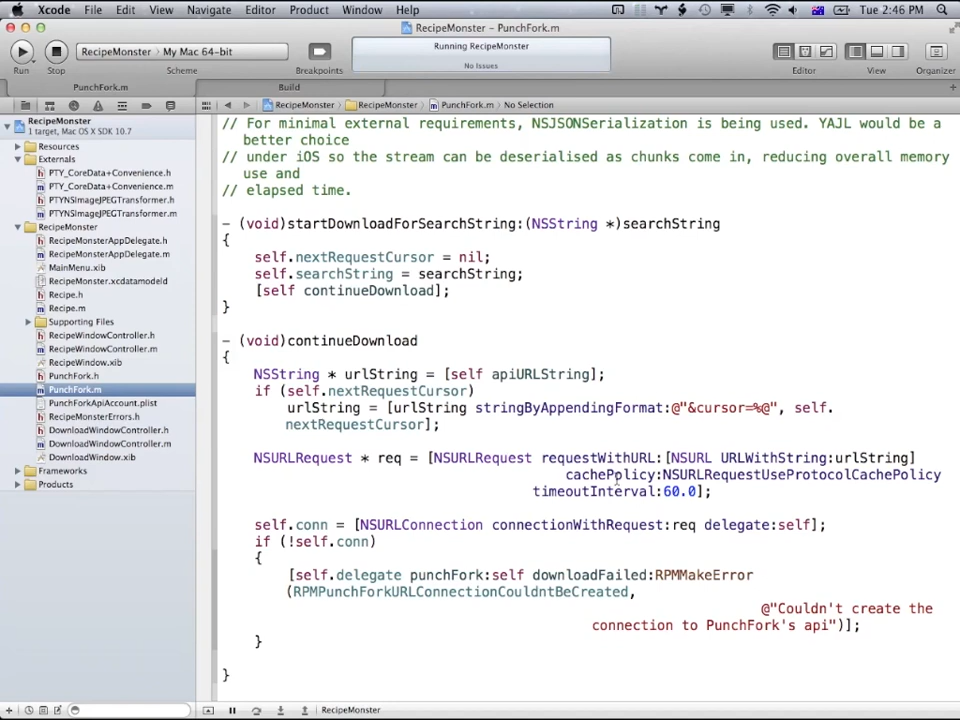 Xcode File Edit View Navigate Editor Product Window Help Tue 2:46 PM
RecipeMonster – PunchFork.m
Run Stop RecipeMonster > My Mac 64-bit Running RecipeMonster
No Issues
Scheme Breakpoints Editor View Organizer
PunchFork.m Build
RecipeMonster RecipeMonster PunchFork.m No Selection
RecipeMonster
1 target, Mac OS X SDK 10.7
Resources
Externals
PTY_CoreData+Convenience.h
PTY_CoreData+Convenience.m
PTYNSImageJPEGTransformer.h
PTYNSImageJPEGTransformer.m
RecipeMonster
RecipeMonsterAppDelegate.h
RecipeMonsterAppDelegate.m
MainMenu.xib
RecipeMonster.xcdatamodeld
Recipe.h
Recipe.m
Supporting Files
RecipeWindowController.h
RecipeWindowController.m
RecipeWindow.xib
PunchFork.h
PunchFork.m
PunchForkApiAccount.plist
RecipeMonsterErrors.h
DownloadWindowController.h
DownloadWindowController.m
DownloadWindow.xib
Frameworks
Products
// For minimal external requirements, NSJSONSerialization is being used. YAJL would be a
better choice
// under iOS so the stream can be deserialised as chunks come in, reducing overall memory
use and
// elapsed time.
- (void)startDownloadForSearchString:(NSString *)searchString
{
self.nextRequestCursor = nil;
self.searchString = searchString;
[self continueDownload];
}
- (void)continueDownload
{
NSString * urlString = [self apiURLString];
if (self.nextRequestCursor)
urlString = [urlString stringByAppendingFormat:@"&cursor=%@", self.
nextRequestCursor];
NSURLRequest * req = [NSURLRequest requestWithURL:[NSURL URLWithString:urlString]
cachePolicy:NSURLRequestUseProtocolCachePolicy
timeoutInterval:60.0];
self.conn = [NSURLConnection connectionWithRequest:req delegate:self];
if (!self.conn)
{
[self.delegate punchFork:self downloadFailed:RPMMakeError
(RPMPunchForkURLConnectionCouldntBeCreated,
@"Couldn't create the
connection to PunchFork's api")];
}
}
RecipeMonster